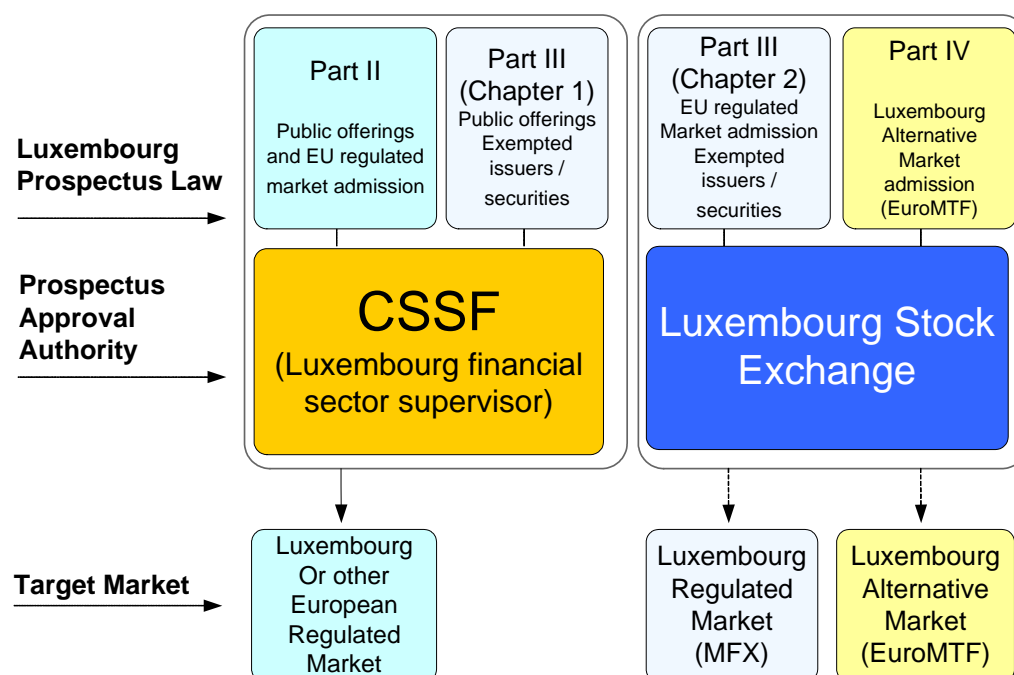 Luxembourg
Prospectus Law
Part II
Public offerings
and EU regulated
market admission
Part III
(Chapter 1)
Public offerings
Exempted
issuers /
securities
Part III
(Chapter 2)
EU regulated
Market admission
Exempted
issuers /
securities
Part IV
Luxembourg
Alternative
Market
admission
(EuroMTF)
Prospectus
Approval
Authority
CSSF
(Luxembourg financial
sector supervisor)
Luxembourg Stock
Exchange
Target Market
Luxembourg
Or other
European
Regulated
Market
Luxembourg
Regulated
Market
(MFX)
Luxembourg
Alternative
Market
(EuroMTF)